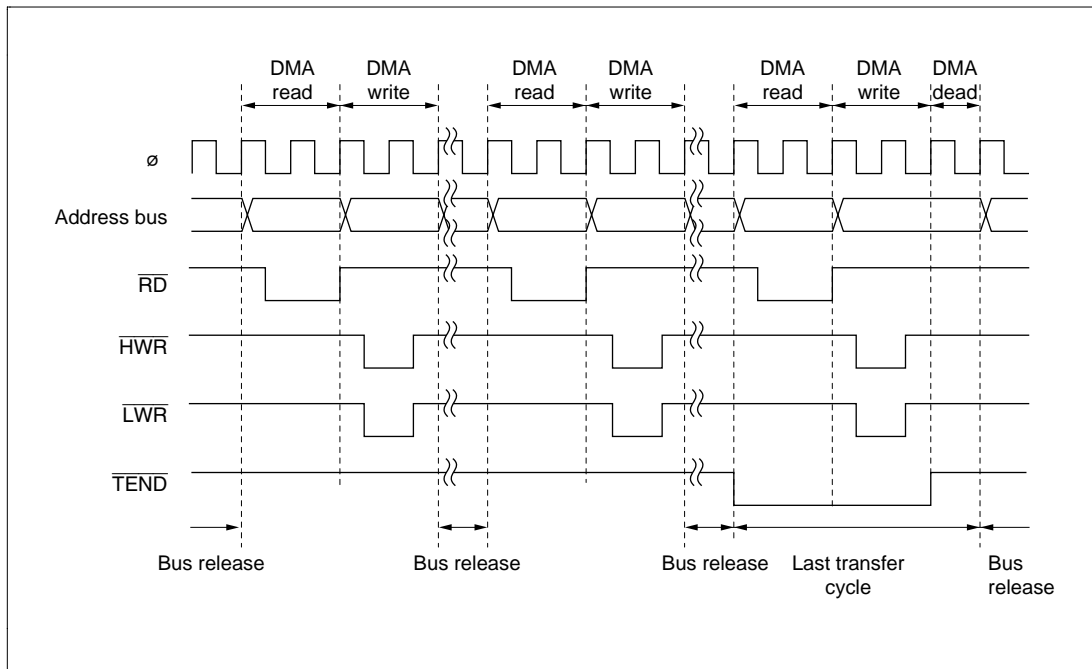 DMA read DMA write DMA read DMA write DMA read DMA write DMA dead
ø
Address bus
RD
HWR
LWR
TEND
Bus release Bus release Bus release Last transfer cycle Bus release